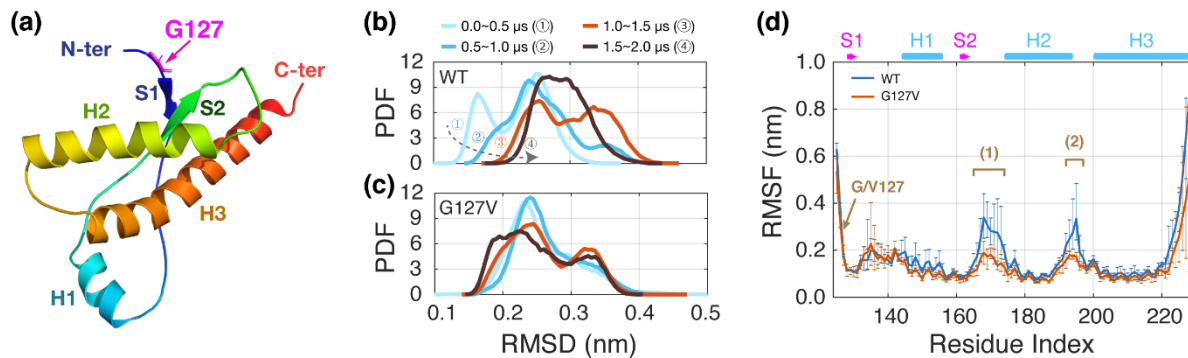 (a)
G127
N-ter
C-ter
S1
S2
H2
H3
H1
(b)
0.0~0.5 µs (①)
1.0~1.5 µs (③)
0.5~1.0 µs (②)
1.5~2.0 µs (④)
12
WT
9
6
3
0
PDF
①
②
③
④
(c)
12
G127V
9
6
3
0
PDF
0.1
0.2
0.3
0.4
0.5
RMSD (nm)
(d)
S1
H1
S2
H2
H3
1.0
WT
G127V
0.8
0.6
0.4
0.2
0.0
RMSF (nm)
(1)
(2)
G/V127
140
160
180
200
220
Residue Index